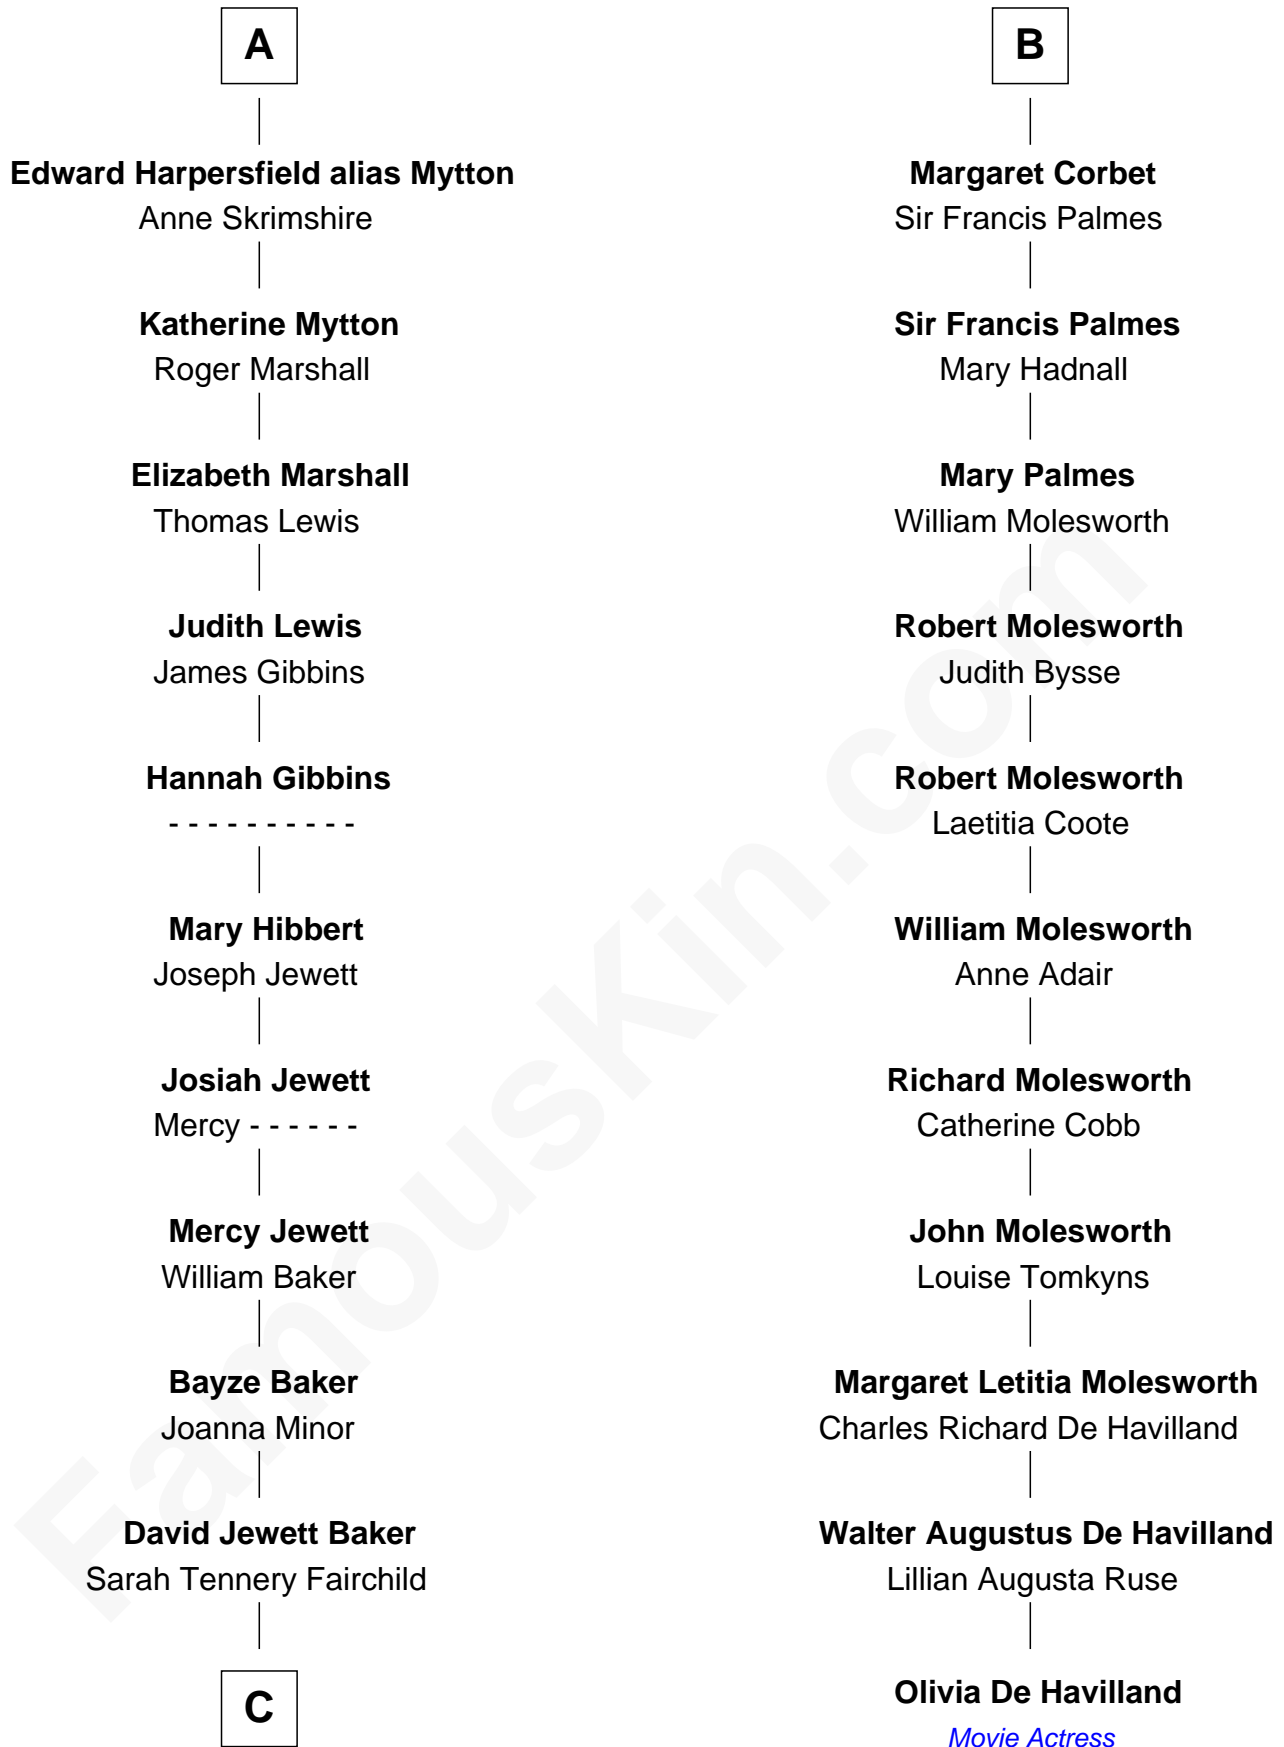 A
Edward Harpersfield alias Mytton
Anne Skrimshire
Katherine Mytton
Roger Marshall
Elizabeth Marshall
Thomas Lewis
Judith Lewis
James Gibbins
Hannah Gibbins
- - - - - - - - - -
Mary Hibbert
Joseph Jewett
Josiah Jewett
Mercy - - - - - -
Mercy Jewett
William Baker
Bayze Baker
Joanna Minor
David Jewett Baker
Sarah Tennery Fairchild
C
B
Margaret Corbet
Sir Francis Palmes
Sir Francis Palmes
Mary Hadnall
Mary Palmes
William Molesworth
Robert Molesworth
Judith Bysse
Robert Molesworth
Laetitia Coote
William Molesworth
Anne Adair
Richard Molesworth
Catherine Cobb
John Molesworth
Louise Tomkyns
Margaret Letitia Molesworth
Charles Richard De Havilland
Walter Augustus De Havilland
Lillian Augusta Ruse
Olivia De Havilland
Movie Actress
FamousKin.com